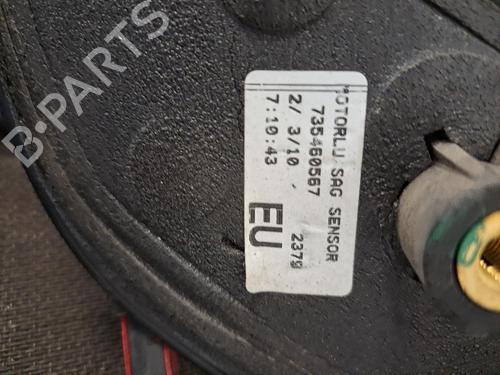 MOTORLU SAG SENSOR
735460567
2/ 3/10 , 2379
7:10:43
EU
B-PARTS